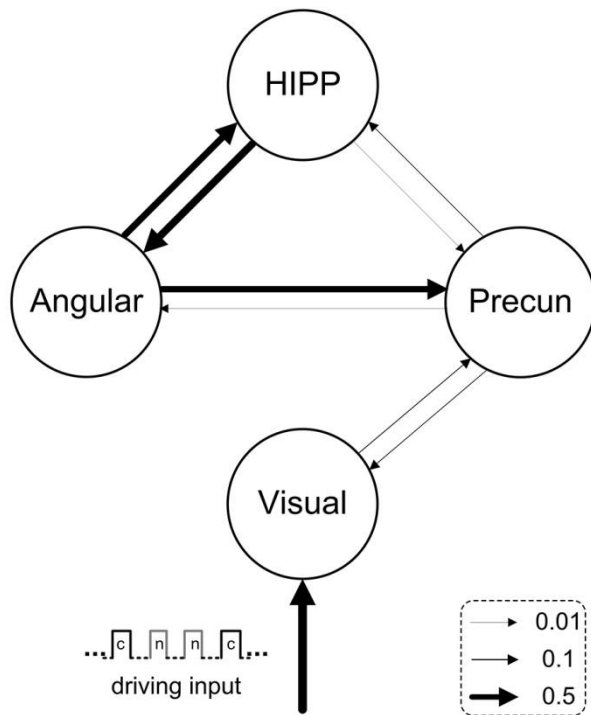 HIPP
Angular
Precun
Visual
... c n n c ...
driving input
0.01
0.1
0.5